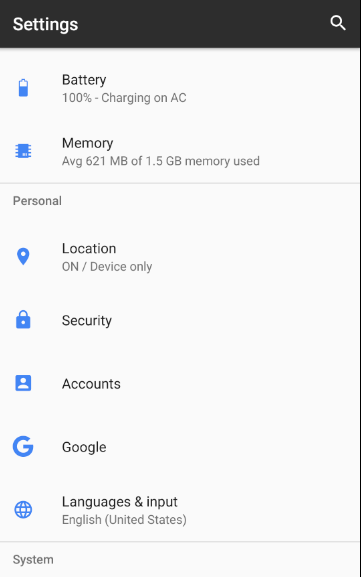 Settings
Battery
100% - Charging on AC
Memory
Avg 621 MB of 1.5 GB memory used
Personal
Location
ON / Device only
Security
Accounts
Google
Languages & input
English (United States)
System